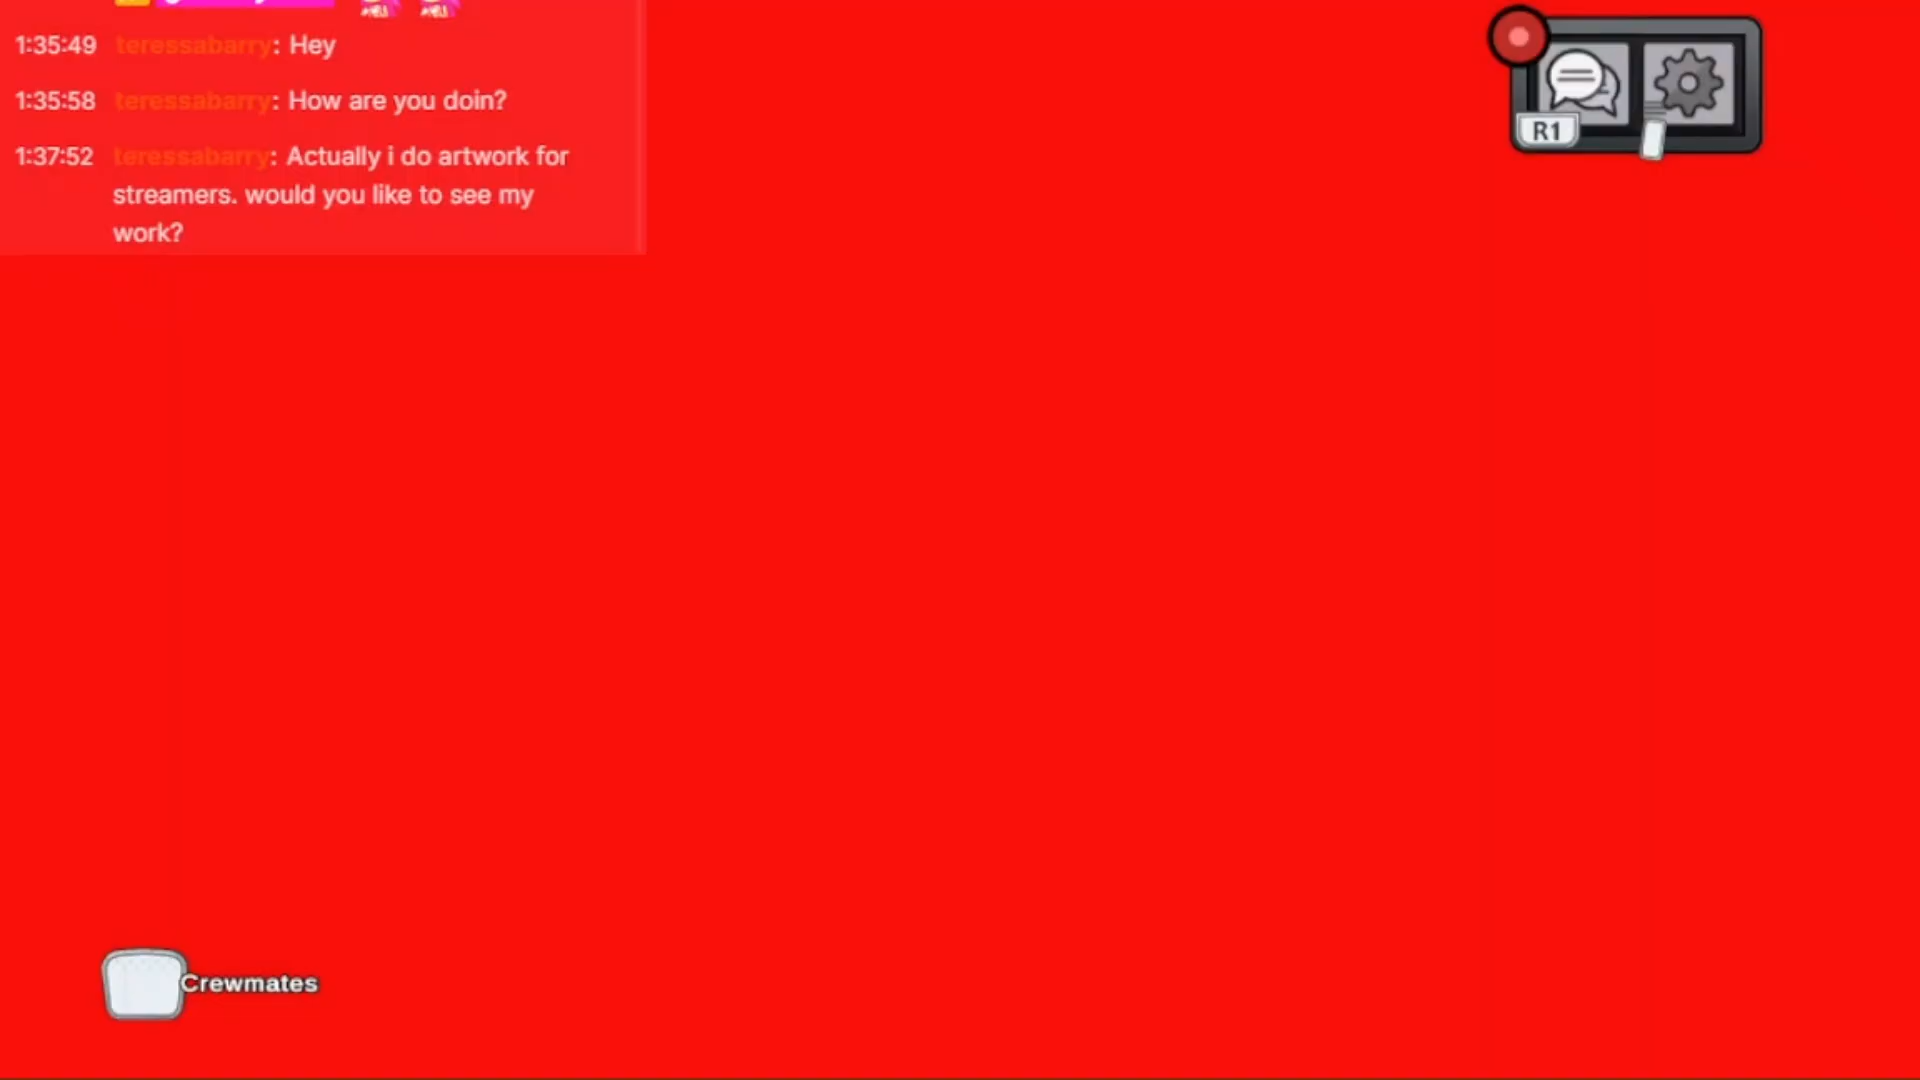 1:35:49 teressabarry: Hey
1:35:58 teressabarry: How are you doin?
1:37:52 teressabarry: Actually i do artwork for
streamers. would you like to see my
work?
R1
Crewmates